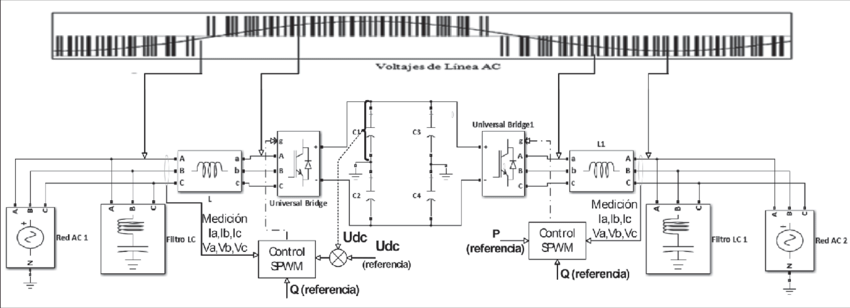 Voltajes de Línea AC
Universal Bridge1
L1
C1
C3
g
g
A
B
C
a
b
c
A
B
C
+
-
+
-
A
B
C
a
b
c
A
B
C
L
Universal Bridge
C2
C4
A
B
C
A
B
C
Medición
Ia,Ib,Ic
Va,Vb,Vc
Udc
Udc
(referencia)
P
(referencia)
Medición
Ia,Ib,Ic
Va,Vb,Vc
A
B
C
A
B
C
Red AC 1
N
Filtro LC
Control
SPWM
Q (referencia)
Control
SPWM
Q (referencia)
Filtro LC 1
Red AC 2
N